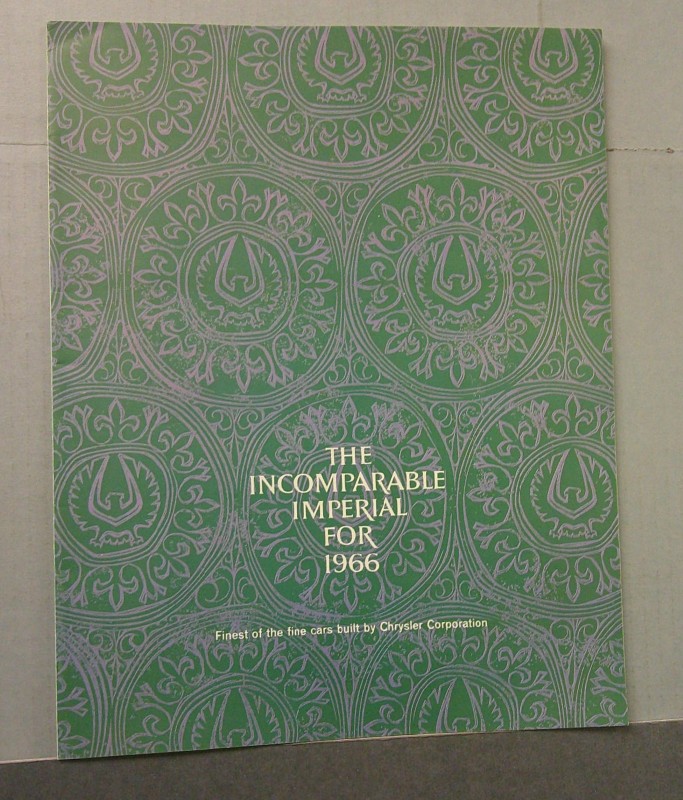 THE
INCOMPARABLE
IMPERIAL
FOR
1966
Finest of the fine cars built by Chrysler Corporation